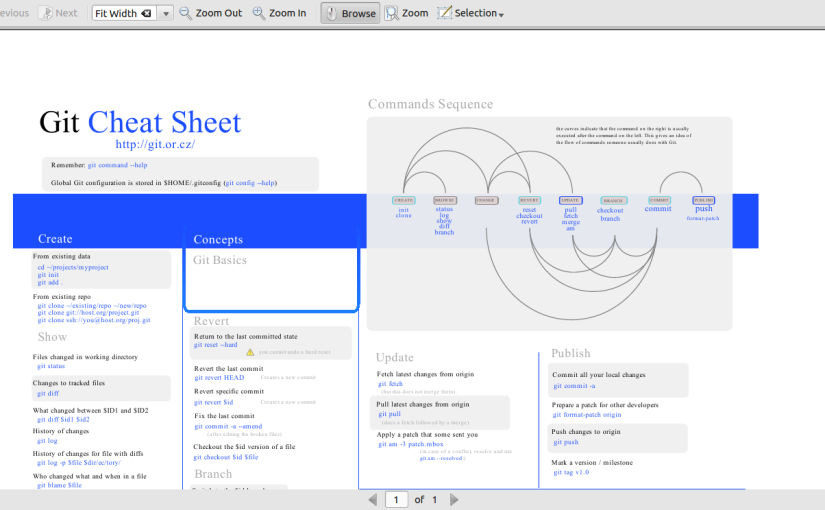 evious Next Fit Width Zoom Out Zoom In Browse Zoom Selection
Git Cheat Sheet
http://git.or.cz/
Remember: git command --help
Global Git configuration is stored in $HOME/.gitconfig (git config --help)
Commands Sequence
the curves indicate that the command on the right is usually
executed after the command on the left. This gives an idea of
the flow of commands someone usually does with Git.
CREATE BROWSE CHANGE REVERT UPDATE BRANCH COMMIT PUBLISH
init
clone
status
log
show
diff
branch
reset
checkout
revert
pull
fetch
merge
am
checkout
branch
commit
push
format-patch
Create
From existing data
cd ~/projects/myproject
git init
git add .
From existing repo
git clone ~/existing/repo ~/new/repo
git clone git://host.org/project.git
git clone ssh://you@host.org/proj.git
Show
Files changed in working directory
git status
Changes to tracked files
git diff
What changed between $ID1 and $ID2
git diff $id1 $id2
History of changes
git log
History of changes for file with diffs
git log -p $file $dir/ec/tory/
Who changed what and when in a file
git blame $file
Concepts
Git Basics
Revert
Return to the last committed state
git reset --hard
you cannot undo a hard reset
Revert the last commit
git revert HEAD Creates a new commit
Revert specific commit
git revert $id Creates a new commit
Fix the last commit
git commit -a --amend
(after editing the broken files)
Checkout the $id version of a file
git checkout $id $file
Branch
Update
Fetch latest changes from origin
git fetch
(but this does not merge them)
Pull latest changes from origin
git pull
(does a fetch followed by a merge)
Apply a patch that some sent you
git am -3 patch.mbox
(in case of a conflict, resolve and use
git am --resolved )
Publish
Commit all your local changes
git commit -a
Prepare a patch for other developers
git format-patch origin
Push changes to origin
git push
Mark a version / milestone
git tag v1.0
1 of 1